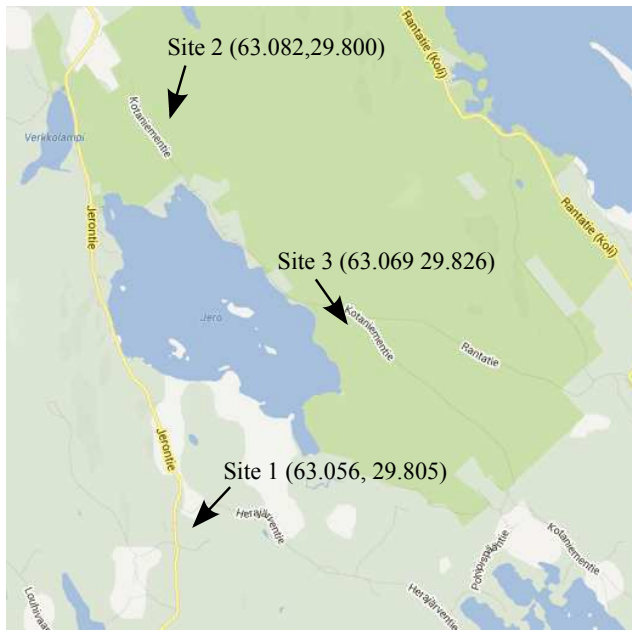 Rantatie (Koli)
Site 2 (63.082,29.800)
Kotaniementie
Verkkolampi
Jerontie
Rantatie (Koli)
Site 3 (63.069 29.826)
Jero
Kotaniementie
Rantatie
Jerontie
Site 1 (63.056, 29.805)
Kotaniementie
Herajärventie